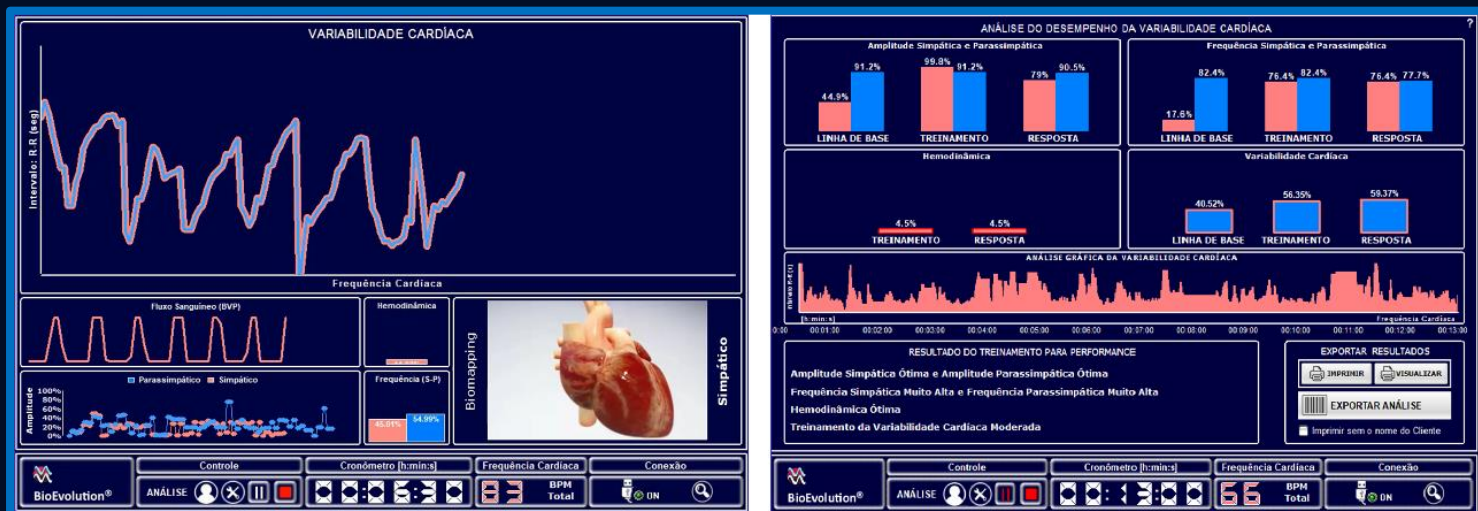 VARIABILIDADE CARDÍACA
Intervalo: R-R (seg)
Frequência Cardíaca
Fluxo Sanguíneo (BVP)
Hemodinâmica
Parassimpático Simpático
Amplitude
100%
80%
60%
40%
20%
0%
Frequência (S-P)
45.01% 54.99%
Biomapping
Simpático
BioEvolution®
Controle
ANÁLISE
Cronômetro [h:min:s]
00:06:30
Frequência Cardíaca
83 BPM
Total
Conexão
ON
ANÁLISE DO DESEMPENHO DA VARIABILIDADE CARDÍACA
?
Amplitude Simpática e Parassimpática
44.9% 91.2% 99.8% 91.2% 79% 90.5%
LINHA DE BASE TREINAMENTO RESPOSTA
Frequência Simpática e Parassimpática
17.6% 82.4% 76.4% 82.4% 76.4% 77.7%
LINHA DE BASE TREINAMENTO RESPOSTA
Hemodinâmica
4.5% 4.5%
TREINAMENTO RESPOSTA
Variabilidade Cardíaca
40.52% 56.35% 59.37%
LINHA DE BASE TREINAMENTO RESPOSTA
ANÁLISE GRÁFICA DA VARIABILIDADE CARDÍACA
[h:min:s] Frequência Cardíaca
0:00 00:01:00 00:02:00 00:03:00 00:04:00 00:05:00 00:06:00 00:07:00 00:08:00 00:09:00 00:10:00 00:11:00 00:12:00 00:13:00
RESULTADO DO TREINAMENTO PARA PERFORMANCE
Amplitude Simpática Ótima e Amplitude Parassimpática Ótima
Frequência Simpática Muito Alta e Frequência Parassimpática Muito Alta
Hemodinâmica Ótima
Treinamento da Variabilidade Cardíaca Moderada
EXPORTAR RESULTADOS
IMPRIMIR VISUALIZAR
EXPORTAR ANÁLISE
Imprimir sem o nome do Cliente
BioEvolution®
Controle
ANÁLISE
Cronômetro [h:min:s]
00:13:00
Frequência Cardíaca
66 BPM
Total
Conexão
ON